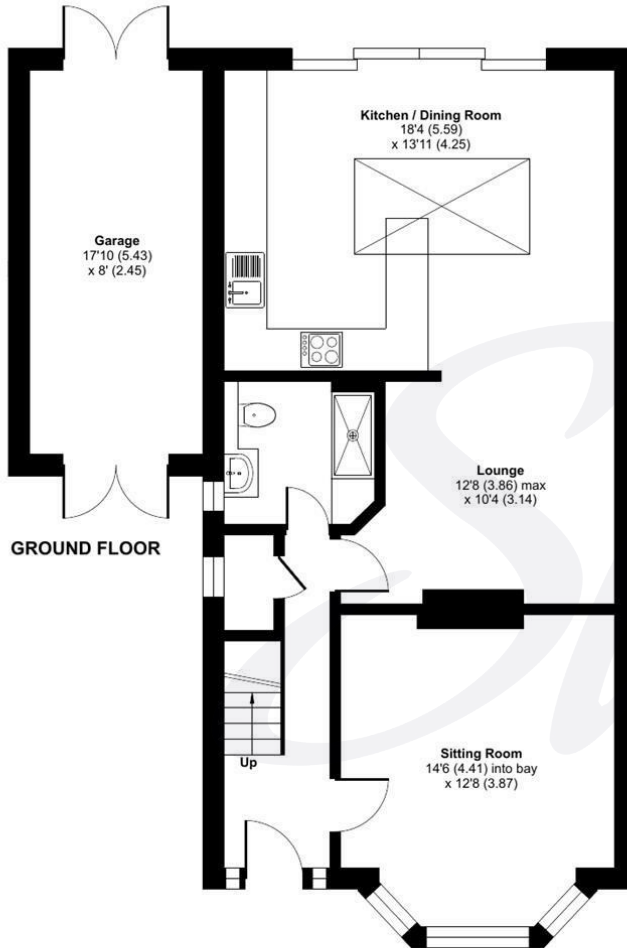 Kitchen / Dining Room
18'4 (5.59)
x 13'11 (4.25)
Garage
17'10 (5.43)
x 8' (2.45)
Lounge
12'8 (3.86) max
x 10'4 (3.14)
GROUND FLOOR
Sitting Room
14'6 (4.41) into bay
x 12'8 (3.87)
Up